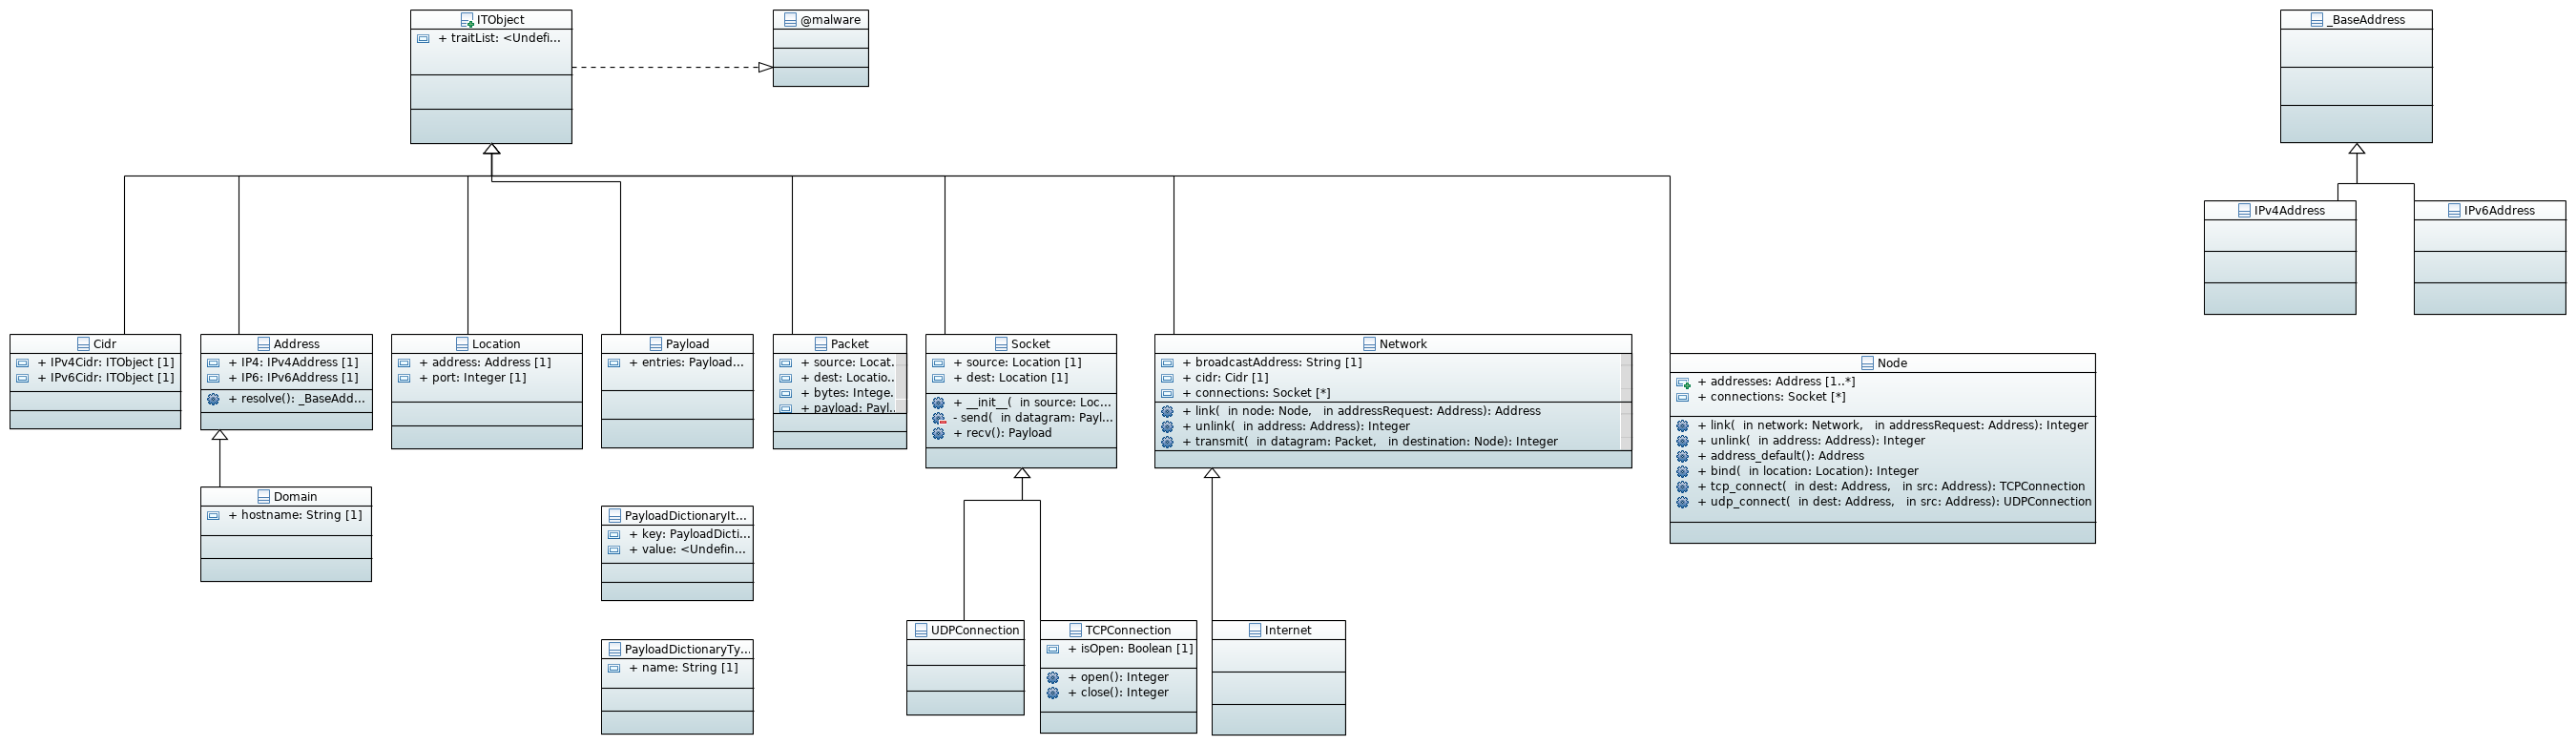 ITObject
+ traitList: <Undefi...
@malware
_BaseAddress
IPv4Address
IPv6Address
Cidr
+ IPv4Cidr: ITObject [1]
+ IPv6Cidr: ITObject [1]
Address
+ IP4: IPv4Address [1]
+ IP6: IPv6Address [1]
+ resolve(): _BaseAdd...
Location
+ address: Address [1]
+ port: Integer [1]
Payload
+ entries: Payload...
Packet
+ source: Locat.
+ dest: Locatio..
+ bytes: Intege.
+ payload: Payl.
Socket
+ source: Location [1]
+ dest: Location [1]
+ __init__( in source: Loc...
- send( in datagram: Payl...
+ recv(): Payload
Network
+ broadcastAddress: String [1]
+ cidr: Cidr [1]
+ connections: Socket [*]
+ link( in node: Node, in addressRequest: Address): Address
+ unlink( in address: Address): Integer
+ transmit( in datagram: Packet, in destination: Node): Integer
Node
+ addresses: Address [1..*]
+ connections: Socket [*]
+ link( in network: Network, in addressRequest: Address): Integer
+ unlink( in address: Address): Integer
+ address_default(): Address
+ bind( in location: Location): Integer
+ tcp_connect( in dest: Address, in src: Address): TCPConnection
+ udp_connect( in dest: Address, in src: Address): UDPConnection
Domain
+ hostname: String [1]
PayloadDictionaryIt...
+ key: PayloadDicti...
+ value: <Undefin...
PayloadDictionaryTy...
+ name: String [1]
UDPConnection
TCPConnection
+ isOpen: Boolean [1]
+ open(): Integer
+ close(): Integer
Internet